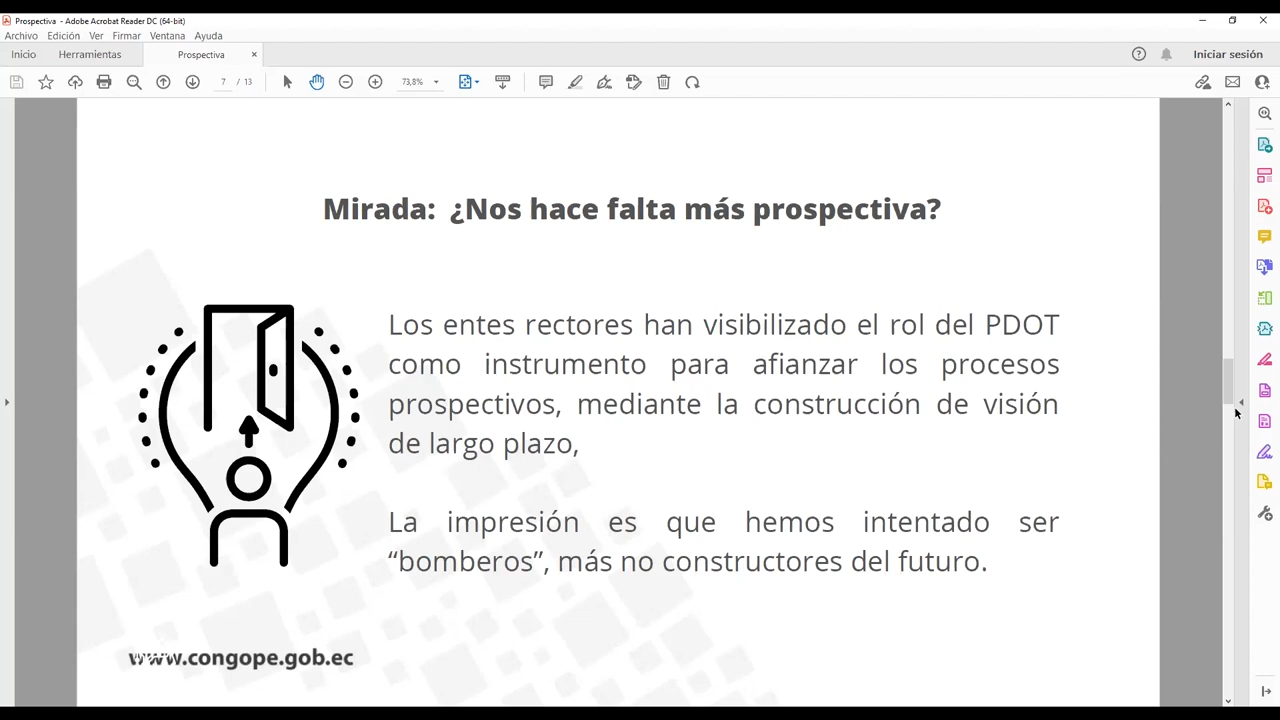 Prospectiva - Adobe Acrobat Reader DC (64-bit)
Archivo Edición Ver Firmar Ventana Ayuda
Inicio Herramientas Prospectiva × Iniciar sesión
7 / 13 73,8%
Mirada: ¿Nos hace falta más prospectiva?
Los entes rectores han visibilizado el rol del PDOT
como instrumento para afianzar los procesos
prospectivos, mediante la construcción de visión
de largo plazo,
La impresión es que hemos intentado ser
“bomberos”, más no constructores del futuro.
www.congope.gob.ec